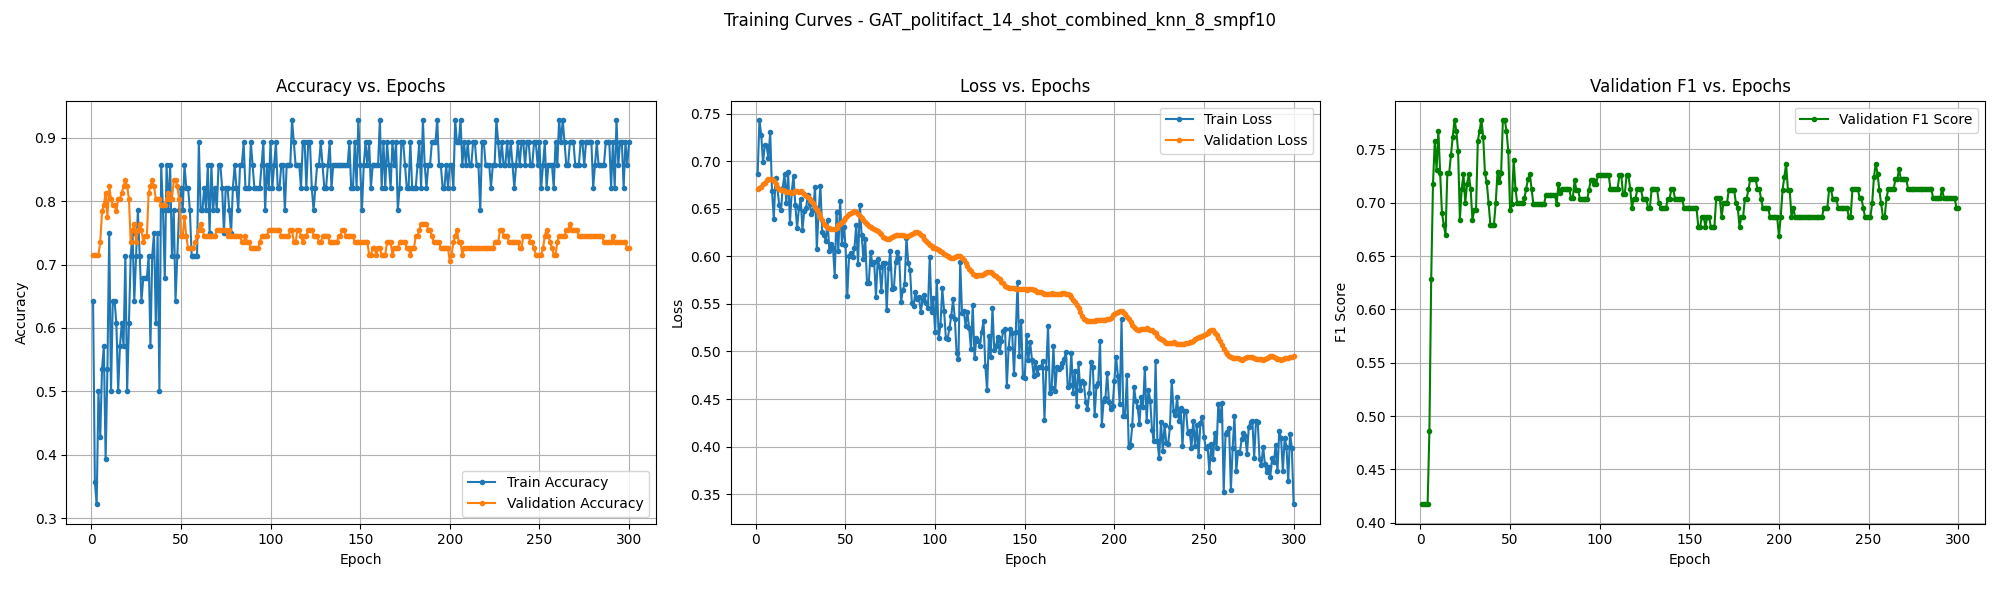 Training Curves - GAT_politifact_14_shot_combined_knn_8_smpf10
Accuracy vs. Epochs
Accuracy
0.9
0.8
0.7
0.6
0.5
0.4
0.3
Train Accuracy
Validation Accuracy
0 50 100 150 200 250 300
Epoch
Loss vs. Epochs
Loss
0.75
0.70
0.65
0.60
0.55
0.50
0.45
0.40
0.35
Train Loss
Validation Loss
0 50 100 150 200 250 300
Epoch
Validation F1 vs. Epochs
F1 Score
0.75
0.70
0.65
0.60
0.55
0.50
0.45
0.40
Validation F1 Score
0 50 100 150 200 250 300
Epoch